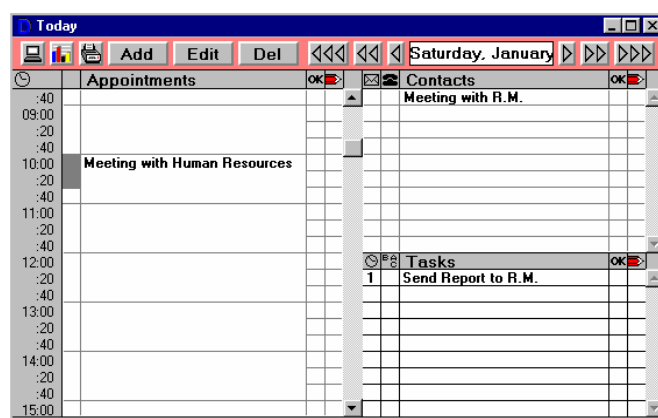 Today
Add Edit Del Saturday, January
Appointments OK
:40
09:00
:20
:40
10:00 Meeting with Human Resources
:20
:40
11:00
:20
:40
12:00
:20
:40
13:00
:20
:40
14:00
:20
:40
15:00
Contacts OK
Meeting with R.M.
Tasks OK
1 Send Report to R.M.